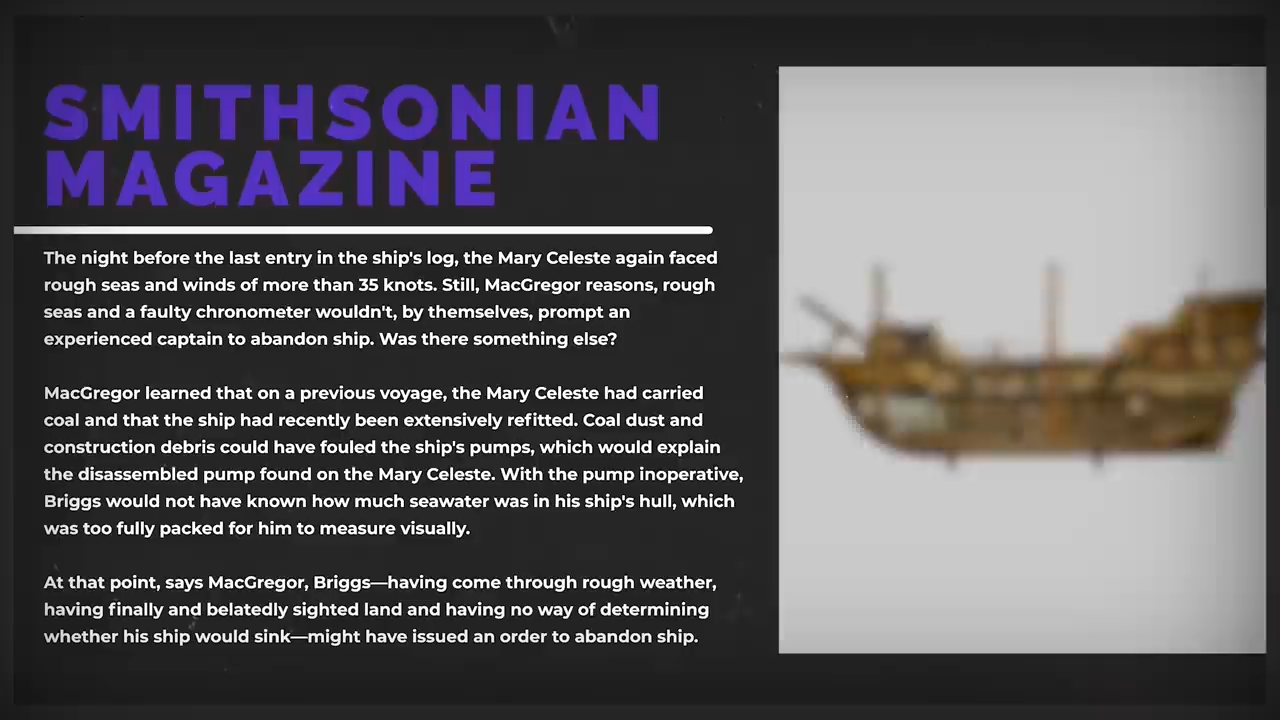 SMITHSONIAN
MAGAZINE
The night before the last entry in the ship's log, the Mary Celeste again faced
rough seas and winds of more than 35 knots. Still, MacGregor reasons, rough
seas and a faulty chronometer wouldn't, by themselves, prompt an
experienced captain to abandon ship. Was there something else?
MacGregor learned that on a previous voyage, the Mary Celeste had carried
coal and that the ship had recently been extensively refitted. Coal dust and
construction debris could have fouled the ship's pumps, which would explain
the disassembled pump found on the Mary Celeste. With the pump inoperative,
Briggs would not have known how much seawater was in his ship's hull, which
was too fully packed for him to measure visually.
At that point, says MacGregor, Briggs—having come through rough weather,
having finally and belatedly sighted land and having no way of determining
whether his ship would sink—might have issued an order to abandon ship.